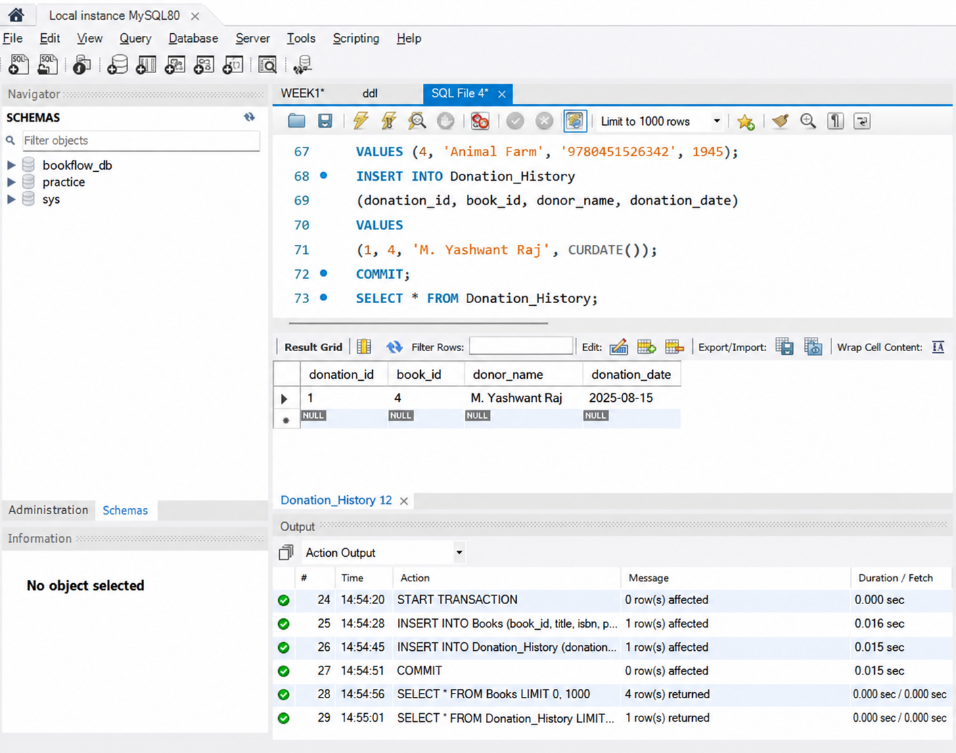 Local instance MySQL80
File Edit View Query Database Server Tools Scripting Help
Navigator
SCHEMAS
Filter objects
bookflow_db
practice
sys
Administration Schemas
Information
No object selected
WEEK1* ddl SQL File 4*
Limit to 1000 rows
67 VALUES (4, 'Animal Farm', '9780451526342', 1945);
68 INSERT INTO Donation_History
69 (donation_id, book_id, donor_name, donation_date)
70 VALUES
71 (1, 4, 'M. Yashwant Raj', CURDATE());
72 COMMIT;
73 SELECT * FROM Donation_History;
Result Grid Filter Rows: Edit: Export/Import: Wrap Cell Content: IA
donation_id book_id donor_name donation_date
1 4 M. Yashwant Raj 2025-08-15
NULL NULL NULL NULL
Donation_History 12
Output
Action Output
# Time Action Message Duration / Fetch
24 14:54:20 START TRANSACTION 0 row(s) affected 0.000 sec
25 14:54:28 INSERT INTO Books (book_id, title, isbn, p... 1 row(s) affected 0.016 sec
26 14:54:45 INSERT INTO Donation_History (donation... 1 row(s) affected 0.015 sec
27 14:54:51 COMMIT 0 row(s) affected 0.015 sec
28 14:54:56 SELECT * FROM Books LIMIT 0, 1000 4 row(s) returned 0.000 sec / 0.000 sec
29 14:55:01 SELECT * FROM Donation_History LIMIT... 1 row(s) returned 0.000 sec / 0.000 sec